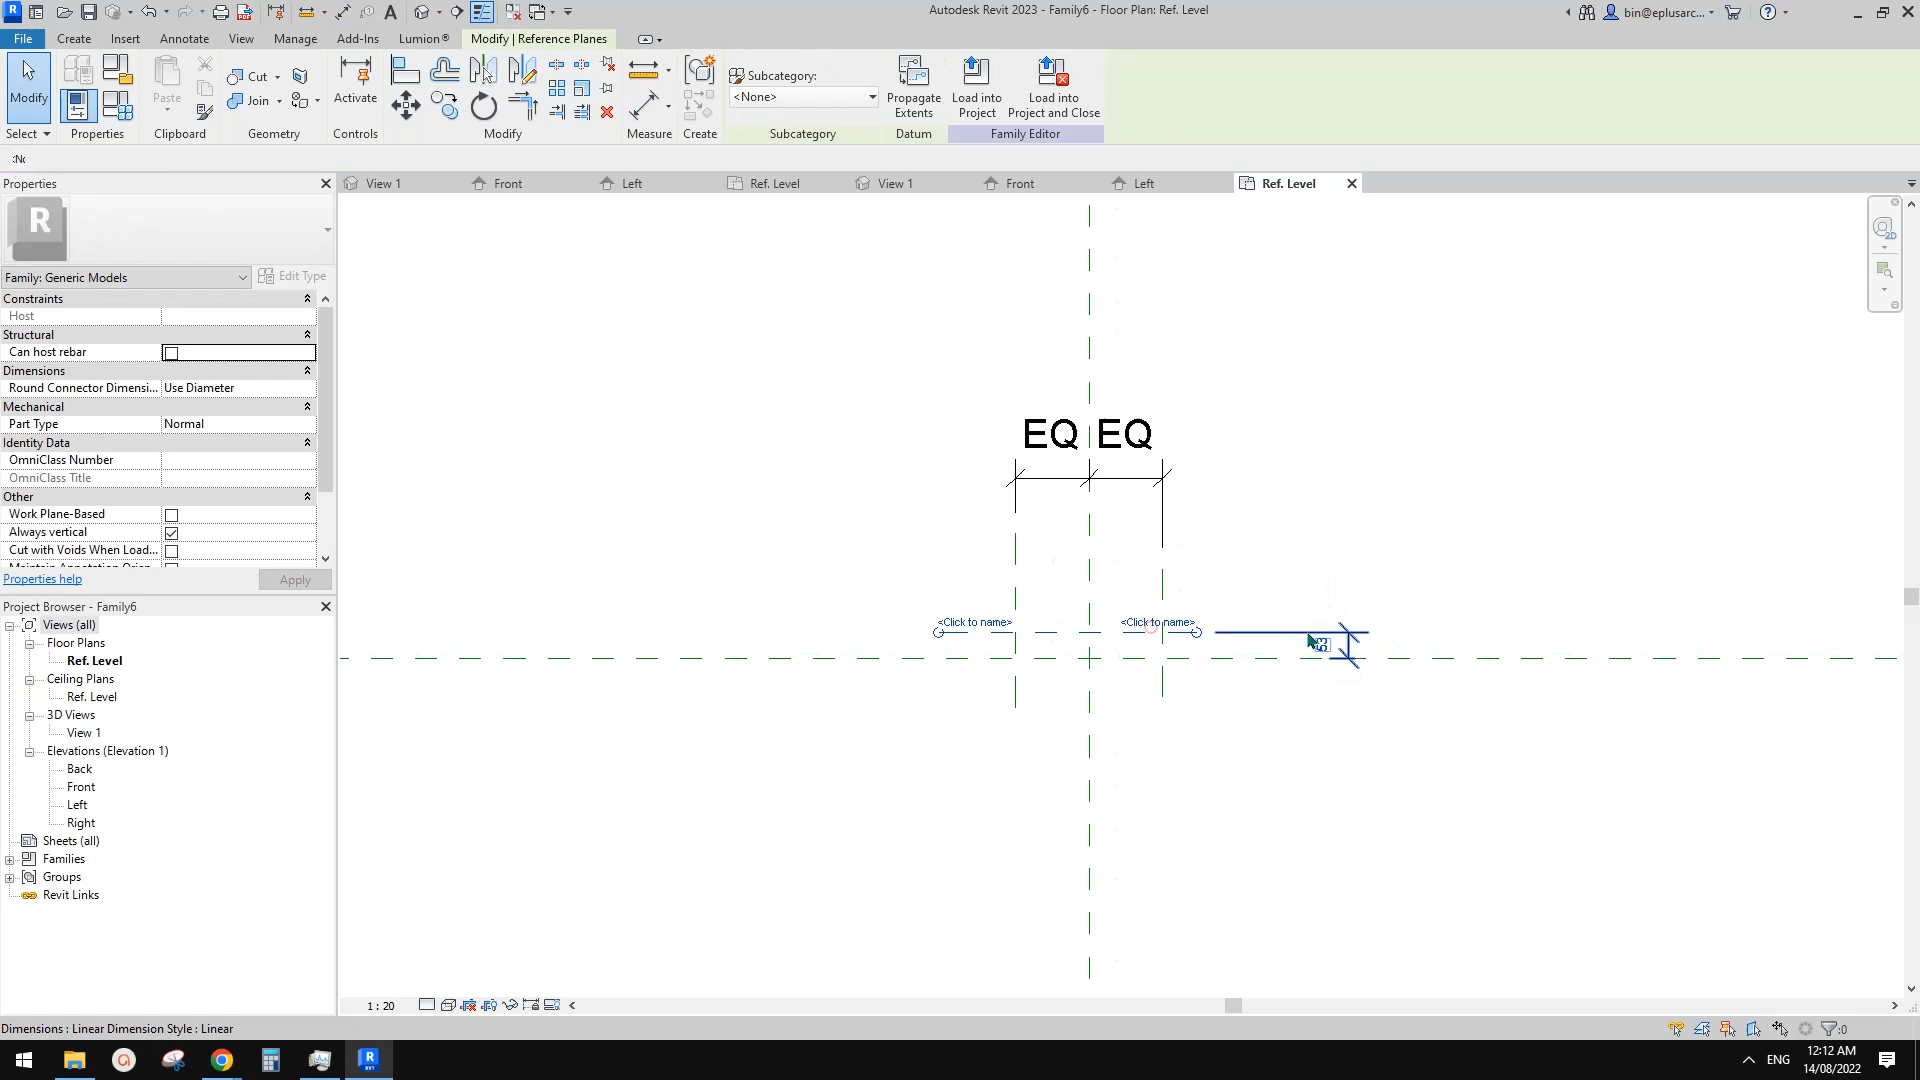 Autodesk Revit 2023 - Family6 - Floor Plan: Ref. Level
bin@eplusarc...
File Create Insert Annotate View Manage Add-Ins Lumion® Modify | Reference Planes
Modify
Paste
Cut
Join
Activate
Subcategory:
<None>
Propagate Extents
Load into Project
Load into Project and Close
Select Properties Clipboard Geometry Controls Modify Measure Create Subcategory Datum Family Editor
Properties
View 1 Front Left Ref. Level View 1 Front Left Ref. Level
R
2D
Family: Generic Models
Edit Type
Constraints
Host
Structural
Can host rebar
Dimensions
Round Connector Dimensi... Use Diameter
Mechanical
Part Type Normal
Identity Data
OmniClass Number
OmniClass Title
Other
Work Plane-Based
Always vertical
Cut with Voids When Load...
Properties help
Apply
EQ EQ
<Click to name> <Click to name>
53
Project Browser - Family6
Views (all)
Floor Plans
Ref. Level
Ceiling Plans
Ref. Level
3D Views
View 1
Elevations (Elevation 1)
Back
Front
Left
Right
Sheets (all)
Families
Groups
Revit Links
1 : 20
Dimensions : Linear Dimension Style : Linear
:0
ENG
12:12 AM
14/08/2022